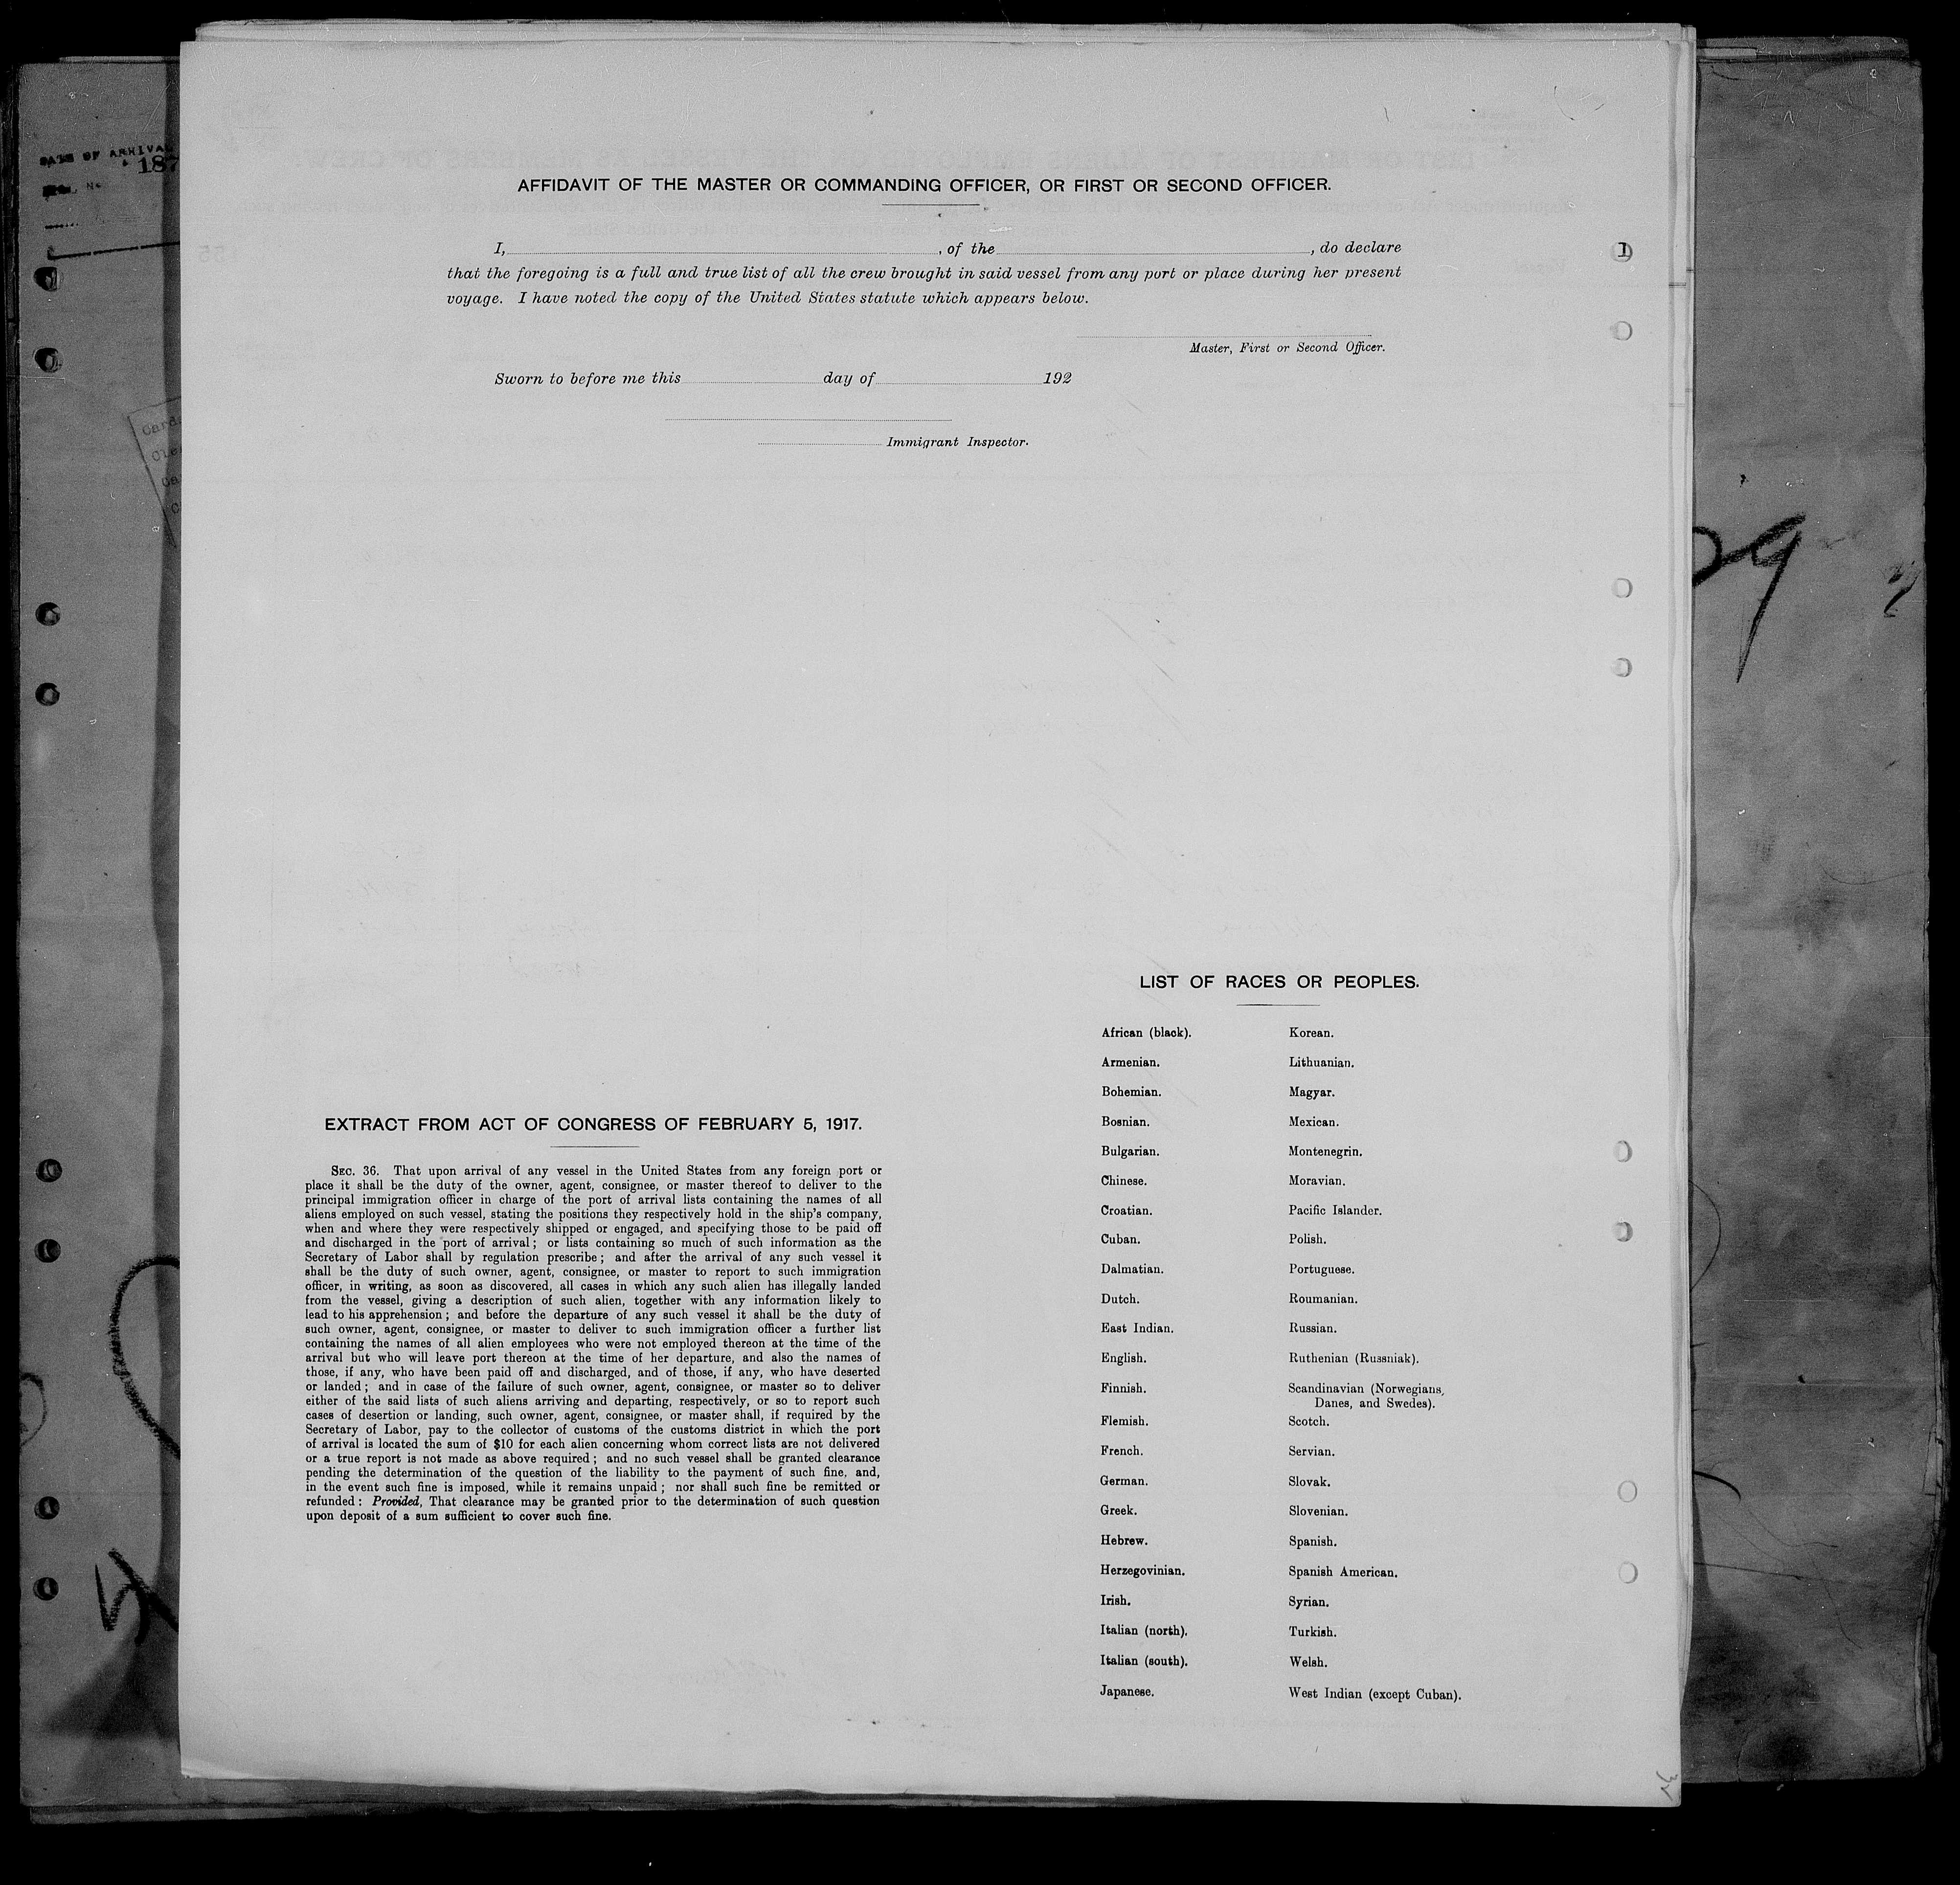 DATE OF ARRIVAL
187
AFFIDAVIT OF THE MASTER OR COMMANDING OFFICER, OR FIRST OR SECOND OFFICER.
I, , of the , do declare
1
that the foregoing is a full and true list of all the crew brought in said vessel from any port or place during her present
voyage. I have noted the copy of the United States statute which appears below.
Master, First or Second Officer.
Sworn to before me this day of 192
Immigrant Inspector.
EXTRACT FROM ACT OF CONGRESS OF FEBRUARY 5, 1917.
SEC. 36. That upon arrival of any vessel in the United States from any foreign port or
place it shall be the duty of the owner, agent, consignee, or master thereof to deliver to the
principal immigration officer in charge of the port of arrival lists containing the names of all
aliens employed on such vessel, stating the positions they respectively hold in the ship's company,
when and where they were respectively shipped or engaged, and specifying those to be paid off
and discharged in the port of arrival; or lists containing so much of such information as the
Secretary of Labor shall by regulation prescribe; and after the arrival of any such vessel it
shall be the duty of such owner, agent, consignee, or master to report to such immigration
officer, in writing, as soon as discovered, all cases in which any such alien has illegally landed
from the vessel, giving a description of such alien, together with any information likely to
lead to his apprehension; and before the departure of any such vessel it shall be the duty of
such owner, agent, consignee, or master to deliver to such immigration officer a further list
containing the names of all alien employees who were not employed thereon at the time of the
arrival but who will leave port thereon at the time of her departure, and also the names of
those, if any, who have been paid off and discharged, and of those, if any, who have deserted
or landed; and in case of the failure of such owner, agent, consignee, or master so to deliver
either of the said lists of such aliens arriving and departing, respectively, or so to report such
cases of desertion or landing, such owner, agent, consignee, or master shall, if required by the
Secretary of Labor, pay to the collector of customs of the customs district in which the port
of arrival is located the sum of $10 for each alien concerning whom correct lists are not delivered
or a true report is not made as above required; and no such vessel shall be granted clearance
pending the determination of the question of the liability to the payment of such fine, and,
in the event such fine is imposed, while it remains unpaid; nor shall such fine be remitted or
refunded: Provided, That clearance may be granted prior to the determination of such question
upon deposit of a sum sufficient to cover such fine.
LIST OF RACES OR PEOPLES.
African (black).
Armenian.
Bohemian.
Bosnian.
Bulgarian.
Chinese.
Croatian.
Cuban.
Dalmatian.
Dutch.
East Indian.
English.
Finnish.
Flemish.
French.
German.
Greek.
Hebrew.
Herzegovinian.
Irish.
Italian (north).
Italian (south).
Japanese.
Korean.
Lithuanian.
Magyar.
Mexican.
Montenegrin.
Moravian.
Pacific Islander.
Polish.
Portuguese.
Roumanian.
Russian.
Ruthenian (Russniak).
Scandinavian (Norwegians,
Danes, and Swedes).
Scotch.
Servian.
Slovak.
Slovenian.
Spanish.
Spanish American.
Syrian.
Turkish.
Welsh.
West Indian (except Cuban).